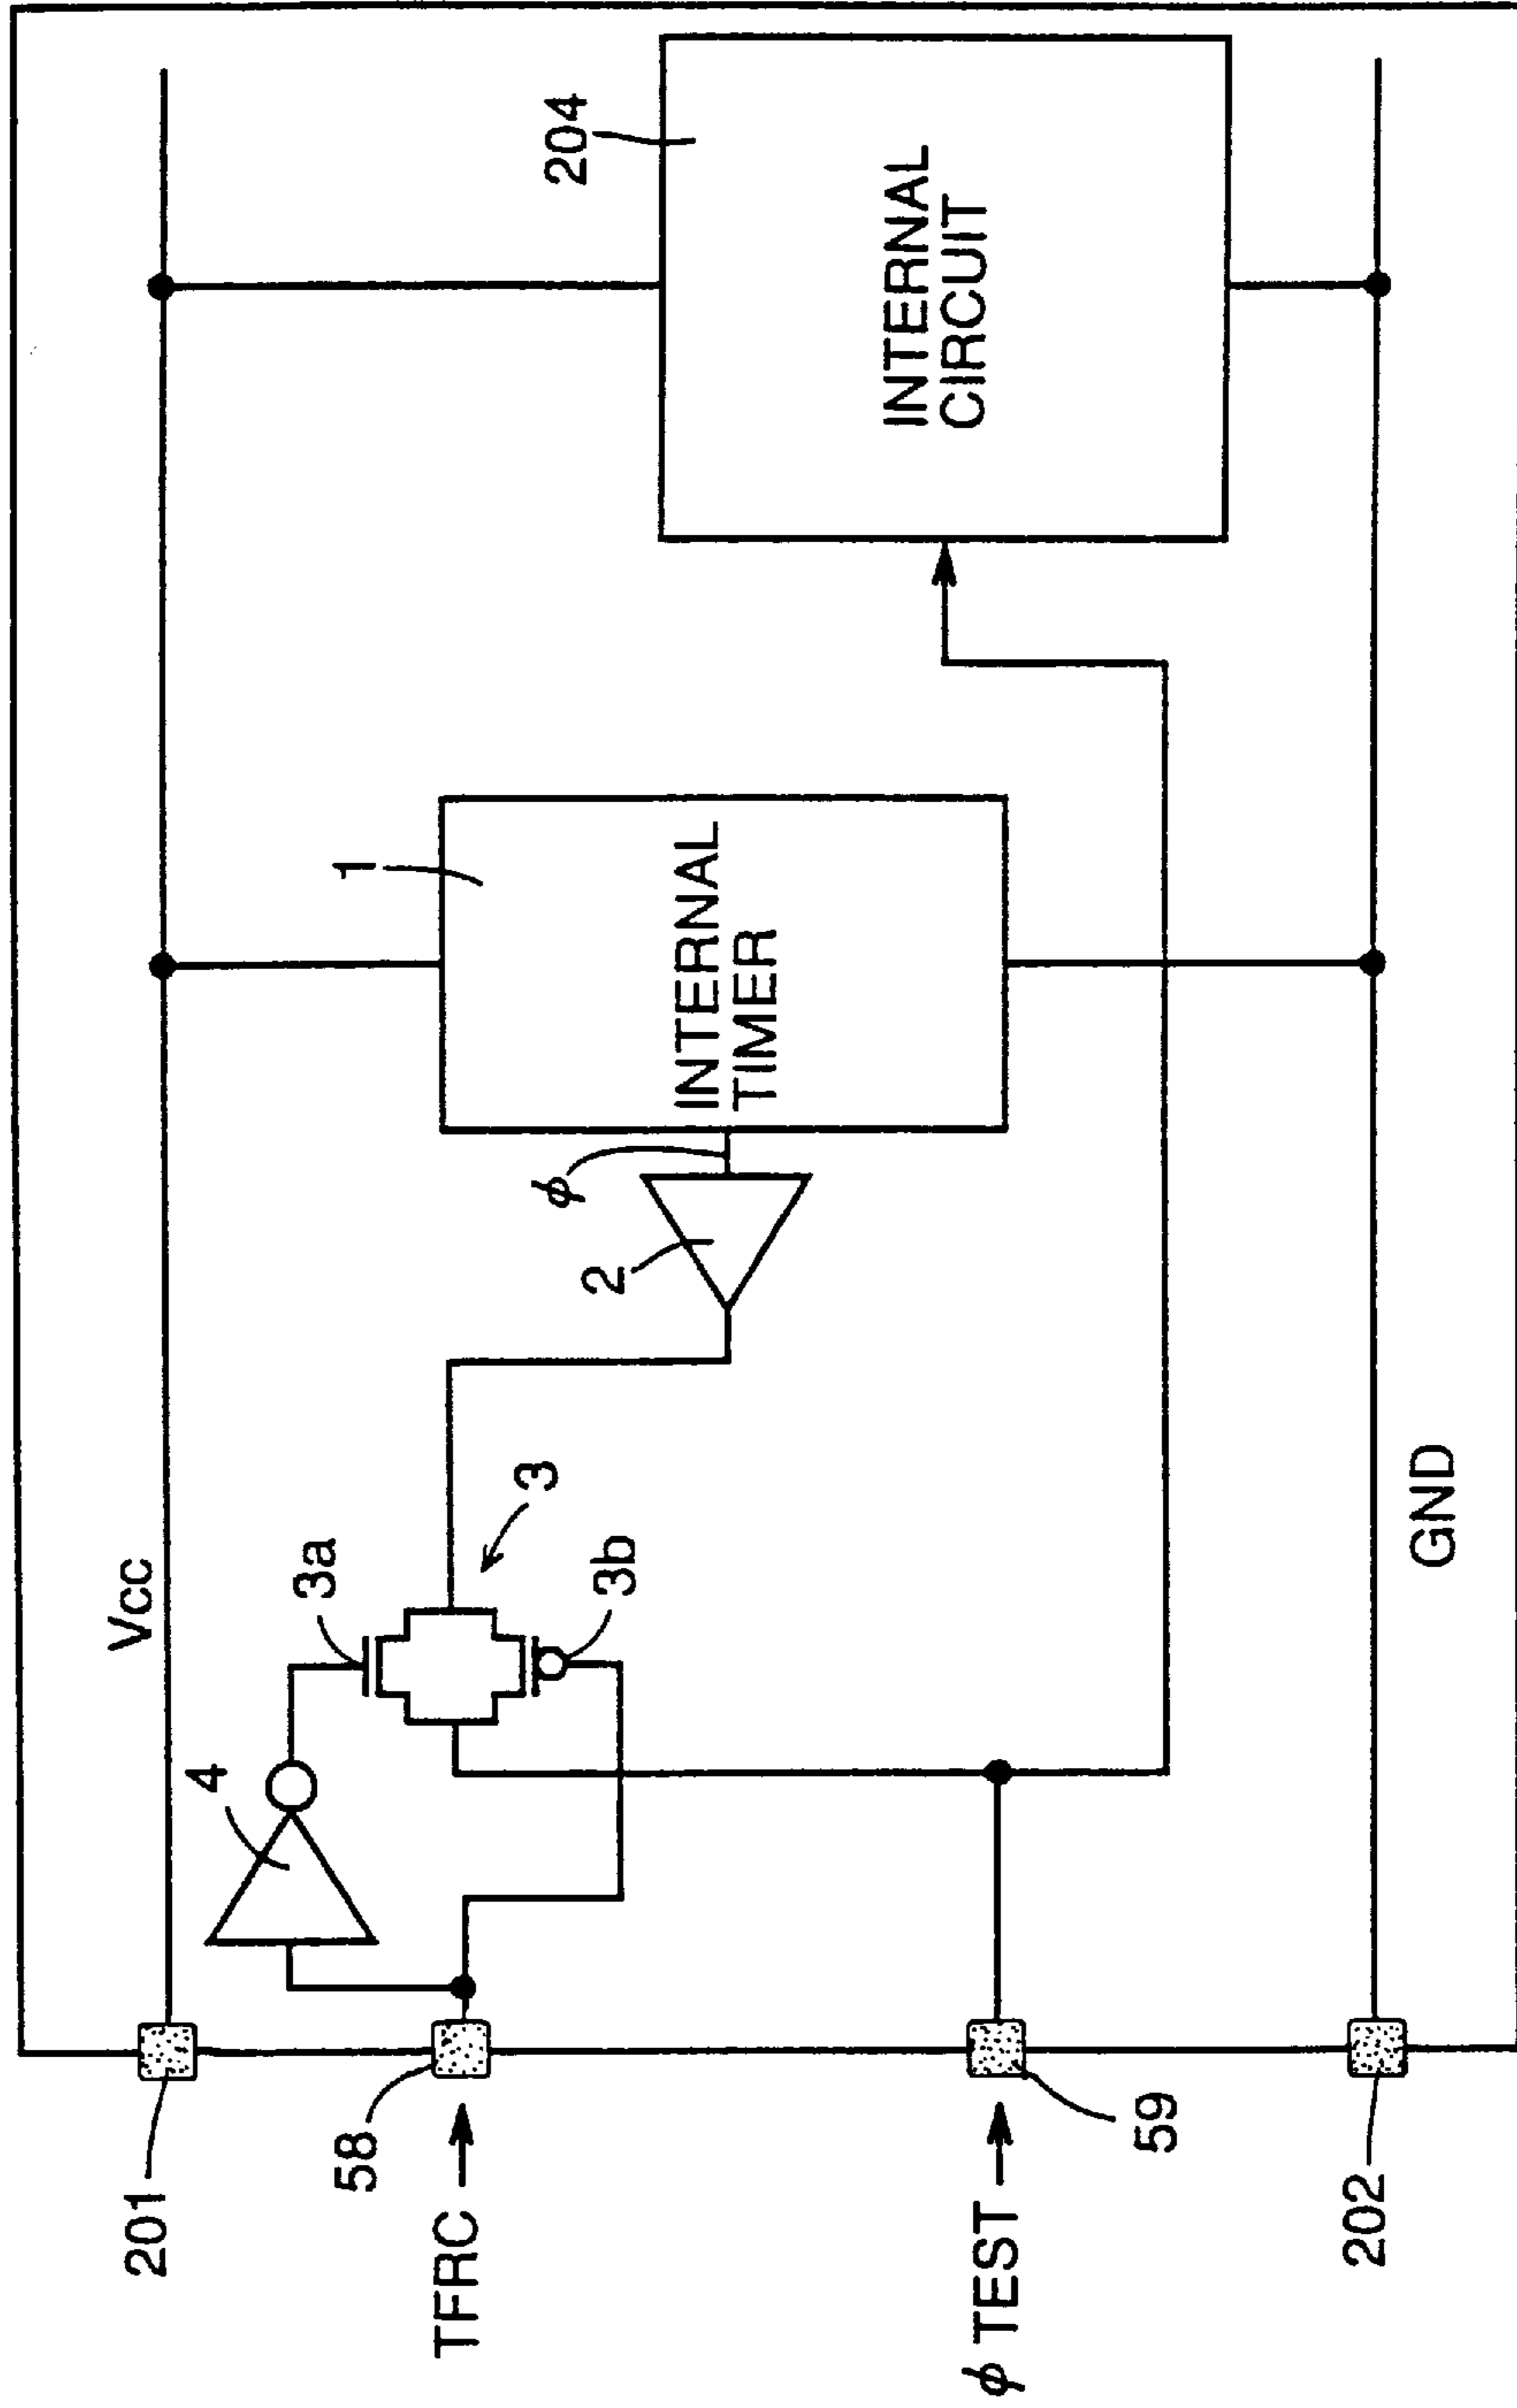 204
1
INTERNAL
CIRCUIT
INTERNAL
TIMER
φ
2
3
Vcc
3a
3b
GND
4
201
58
TFRC
φ TEST
59
202